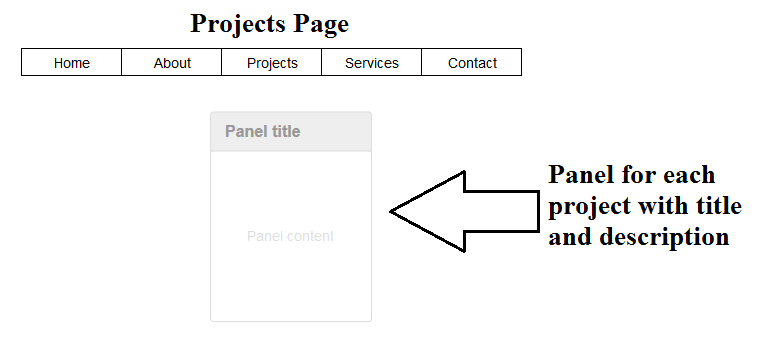 Projects Page
Home About Projects Services Contact
Panel title
Panel content
Panel for each
project with title
and description